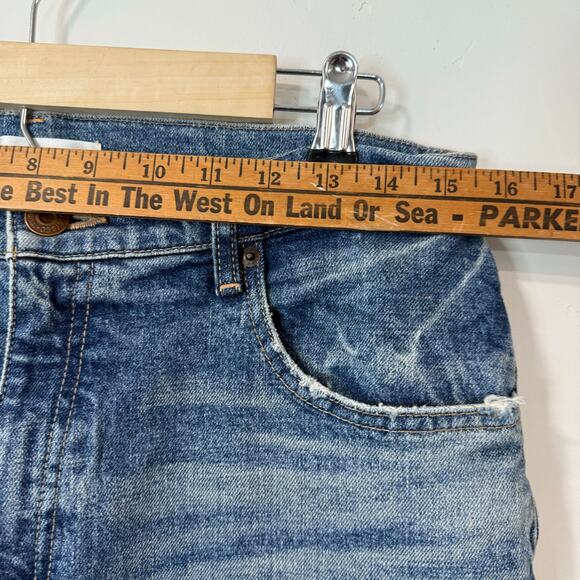 8 9 10 11 12 13 14 15 16 17
e Best In The West On Land Or Sea - PARKE